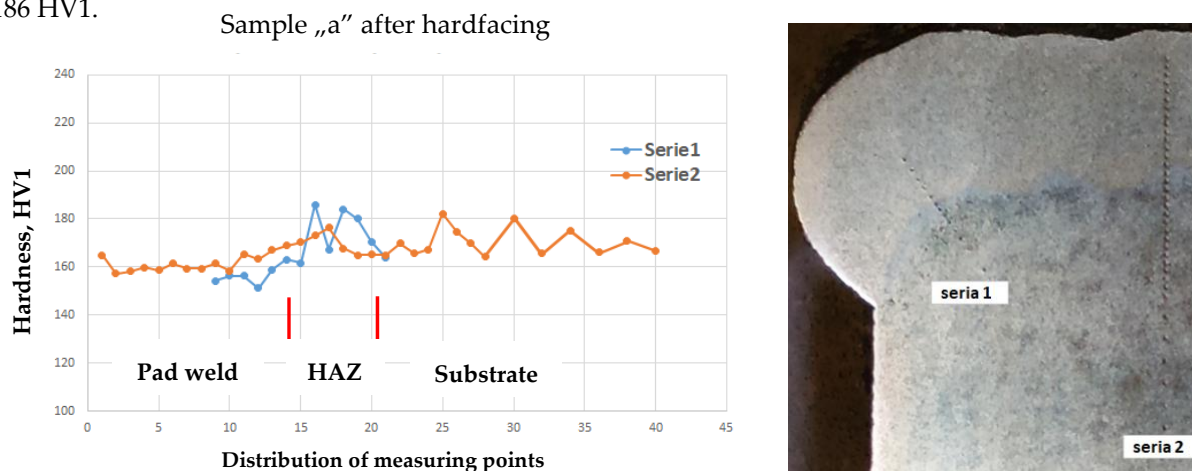 186 HV1.
Sample „a” after hardfacing
240
220
200
180
160
140
120
100
Hardness, HV1
Serie1
Serie2
Pad weld HAZ Substrate
0 5 10 15 20 25 30 35 40 45
Distribution of measuring points
seria 1
seria 2